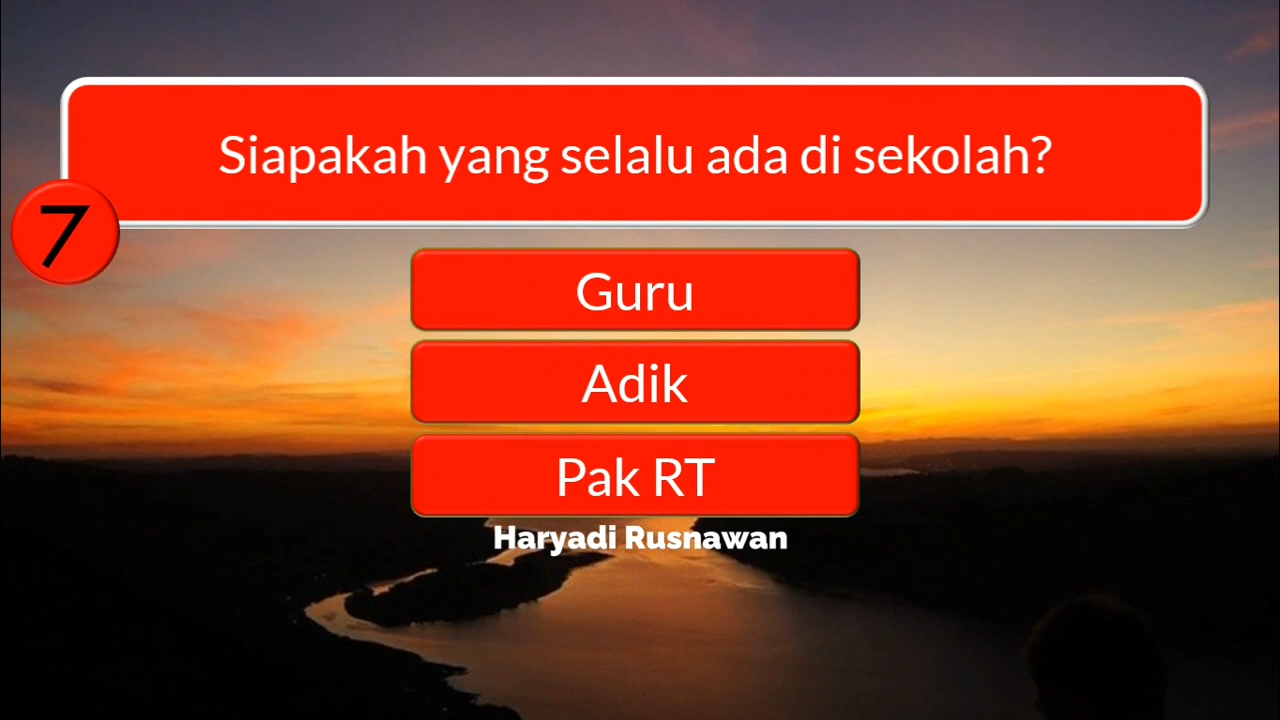 Siapakah yang selalu ada di sekolah?
7
Guru
Adik
Pak RT
Haryadi Rusnawan